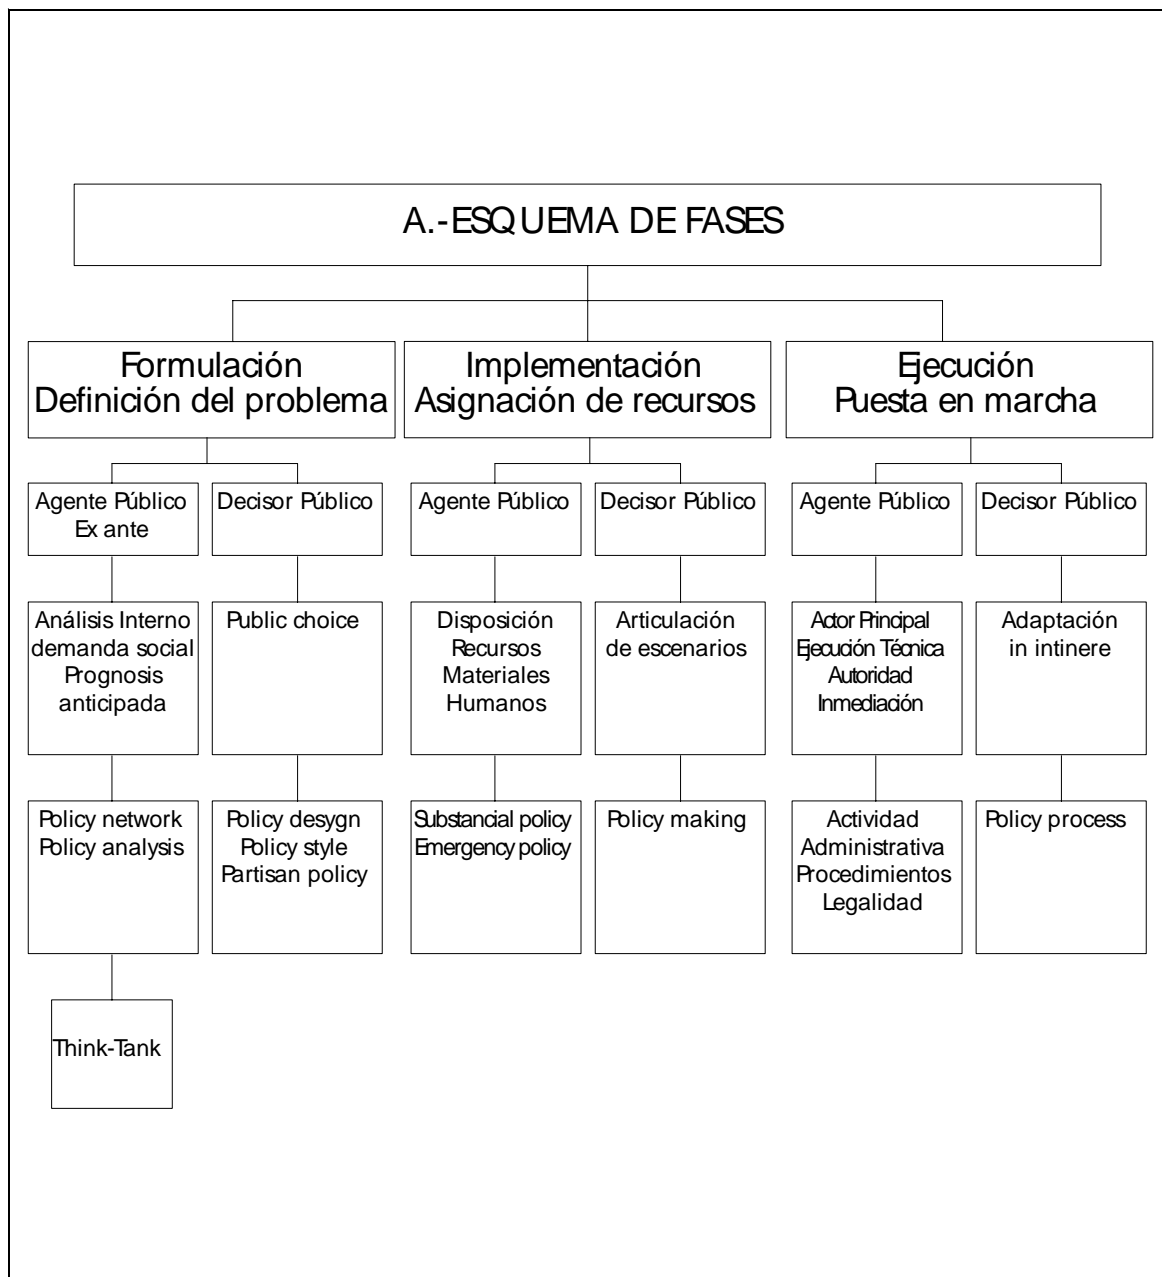 A.-ESQUEMA DE FASES
Formulación
Definición del problema
Implementación
Asignación de recursos
Ejecución
Puesta en marcha
Agente Público
Ex ante
Decisor Público
Agente Público
Decisor Público
Agente Público
Decisor Público
Análisis Interno
demanda social
Prognosis
anticipada
Public choice
Disposición
Recursos
Materiales
Humanos
Articulación
de escenarios
Actor Principal
Ejecución Técnica
Autoridad
Inmediación
Adaptación
in intinere
Policy network
Policy analysis
Policy desygn
Policy style
Partisan policy
Substancial policy
Emergency policy
Policy making
Actividad
Administrativa
Procedimientos
Legalidad
Policy process
Think-Tank